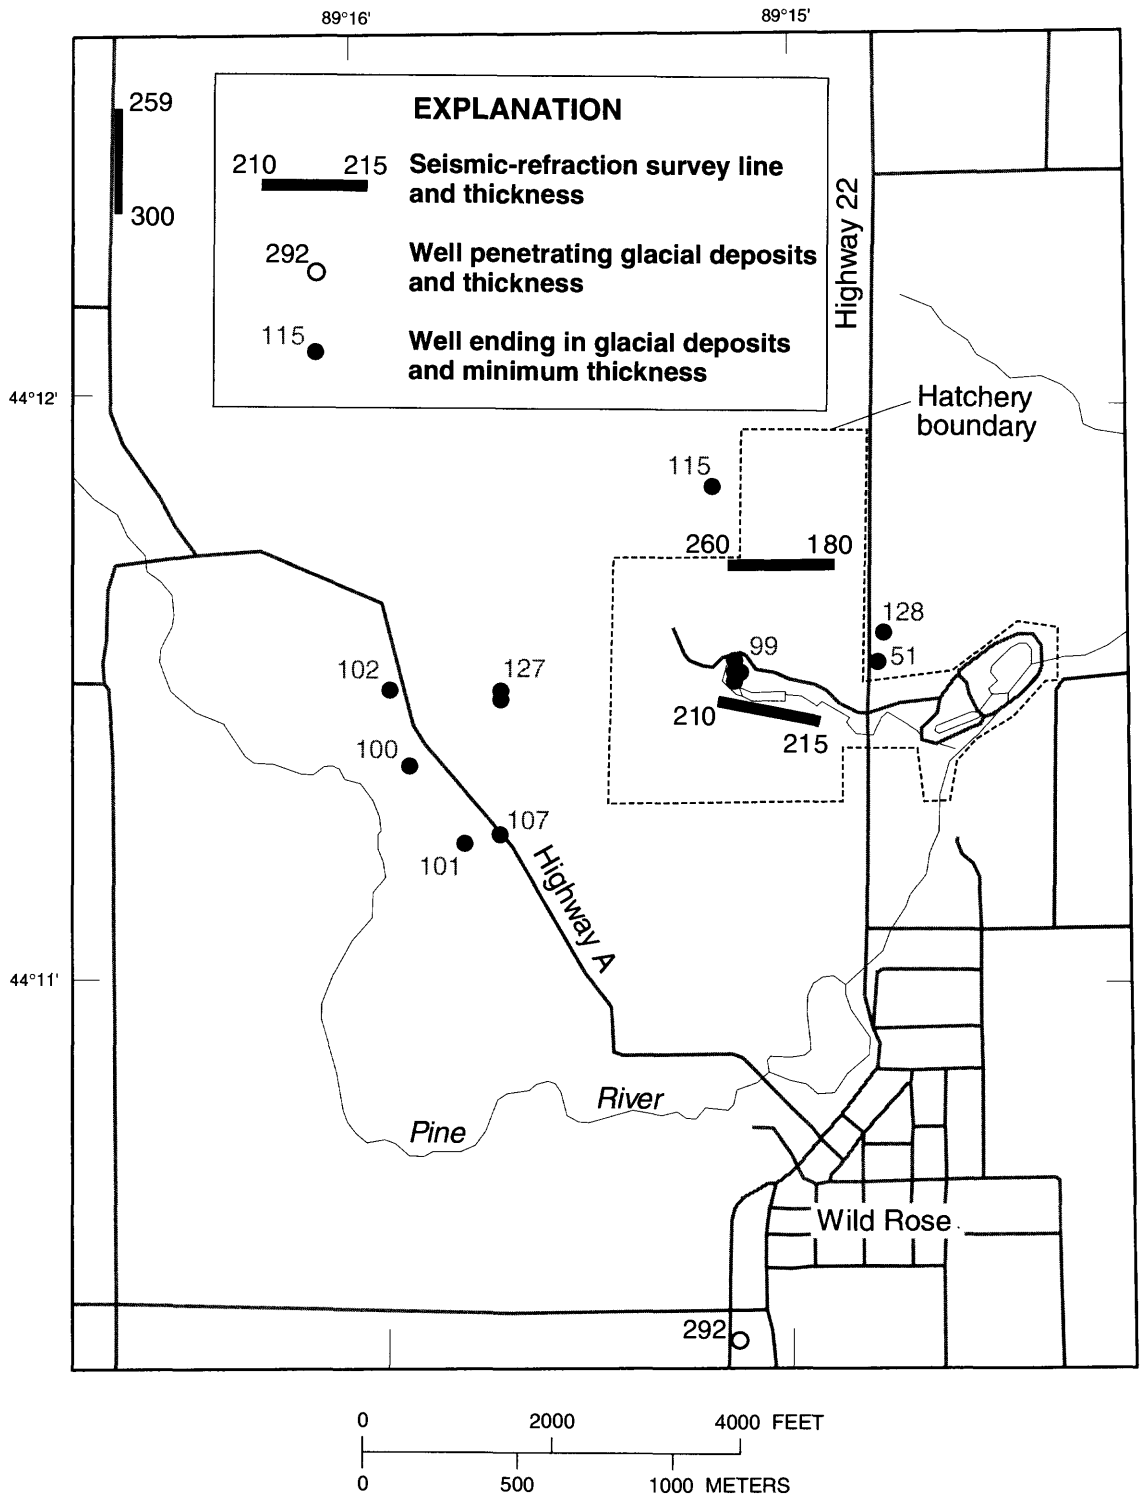 89°16'
89°15'
259
300
EXPLANATION
210 215
Seismic-refraction survey line
and thickness
292
Well penetrating glacial deposits
and thickness
115
Well ending in glacial deposits
and minimum thickness
Highway 22
44°12'
Hatchery
boundary
115
260 180
128
51
99
102
127
210
215
100
107
101
Highway A
44°11'
River
Pine
Wild Rose
292
0 2000 4000 FEET
0 500 1000 METERS